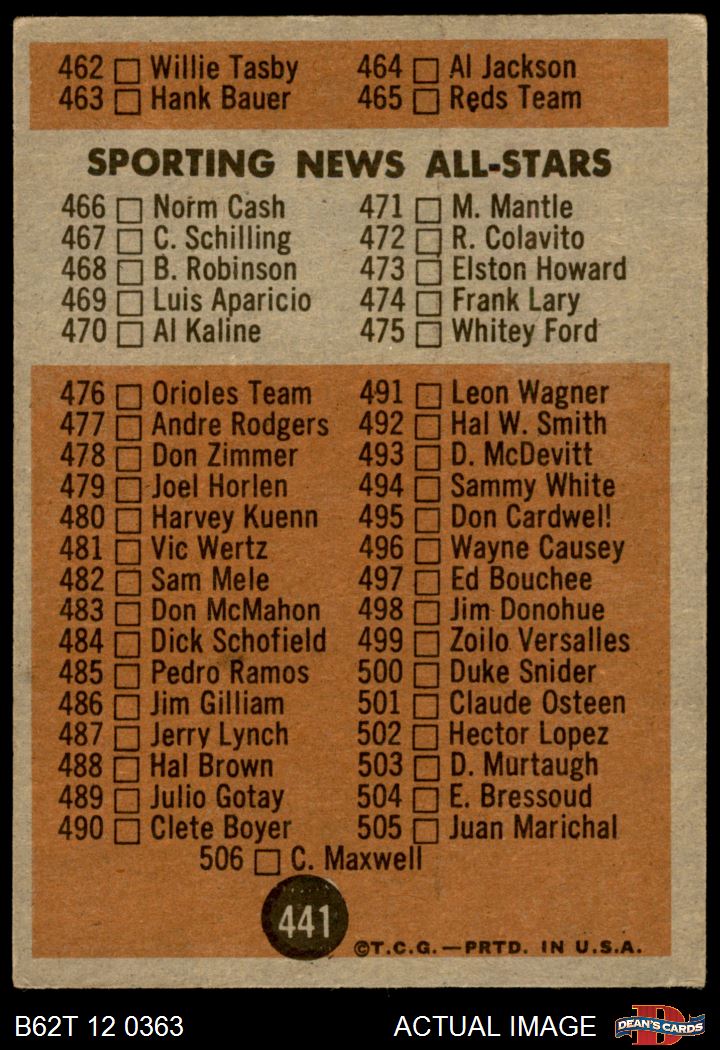 462 Willie Tasby 464 Al Jackson
463 Hank Bauer 465 Reds Team
SPORTING NEWS ALL-STARS
466 Norm Cash 471 M. Mantle
467 C. Schilling 472 R. Colavito
468 B. Robinson 473 Elston Howard
469 Luis Aparicio 474 Frank Lary
470 Al Kaline 475 Whitey Ford
476 Orioles Team 491 Leon Wagner
477 Andre Rodgers 492 Hal W. Smith
478 Don Zimmer 493 D. McDevitt
479 Joel Horlen 494 Sammy White
480 Harvey Kuenn 495 Don Cardwell
481 Vic Wertz 496 Wayne Causey
482 Sam Mele 497 Ed Bouchee
483 Don McMahon 498 Jim Donohue
484 Dick Schofield 499 Zoilo Versalles
485 Pedro Ramos 500 Duke Snider
486 Jim Gilliam 501 Claude Osteen
487 Jerry Lynch 502 Hector Lopez
488 Hal Brown 503 D. Murtaugh
489 Julio Gotay 504 E. Bressoud
490 Clete Boyer 505 Juan Marichal
506 C. Maxwell
441
©T.C.G.—PRTD. IN U.S.A.
B62T 12 0363 ACTUAL IMAGE D DEAN'S CARDS